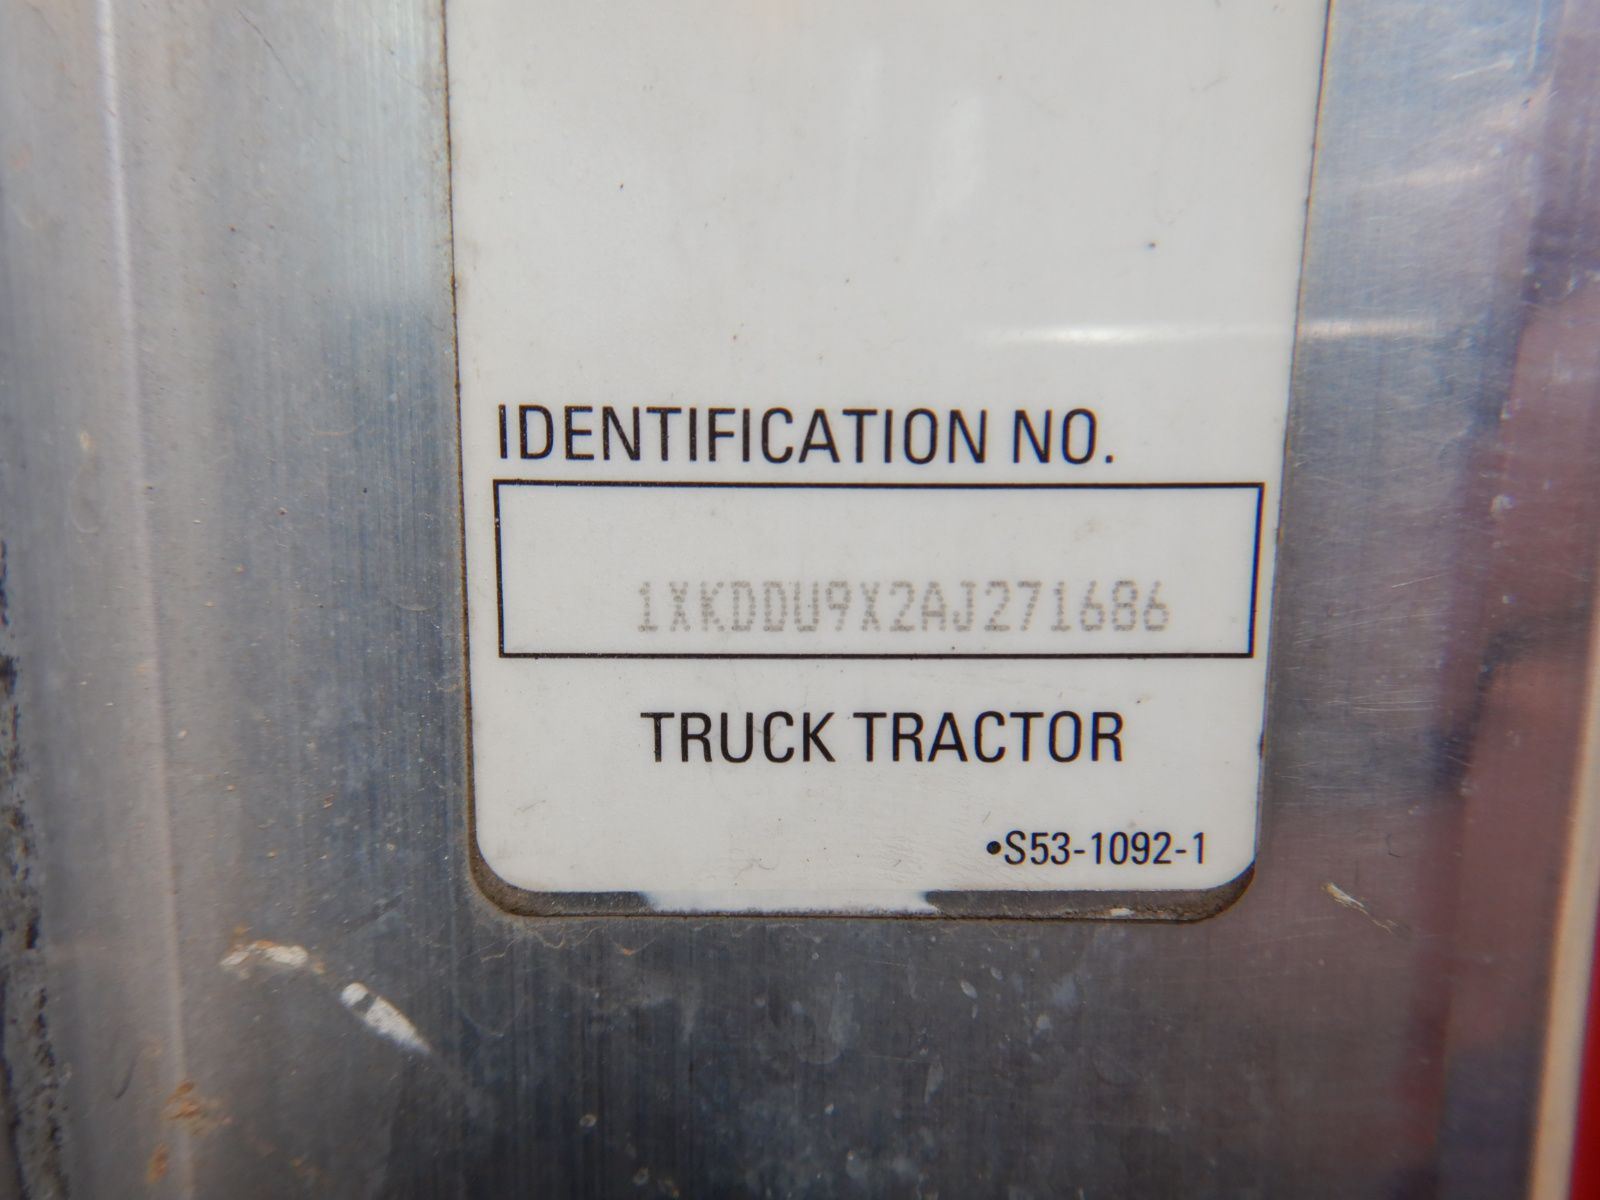 IDENTIFICATION NO.
1XKDDU9X2AJ271686
TRUCK TRACTOR
•S53-1092-1